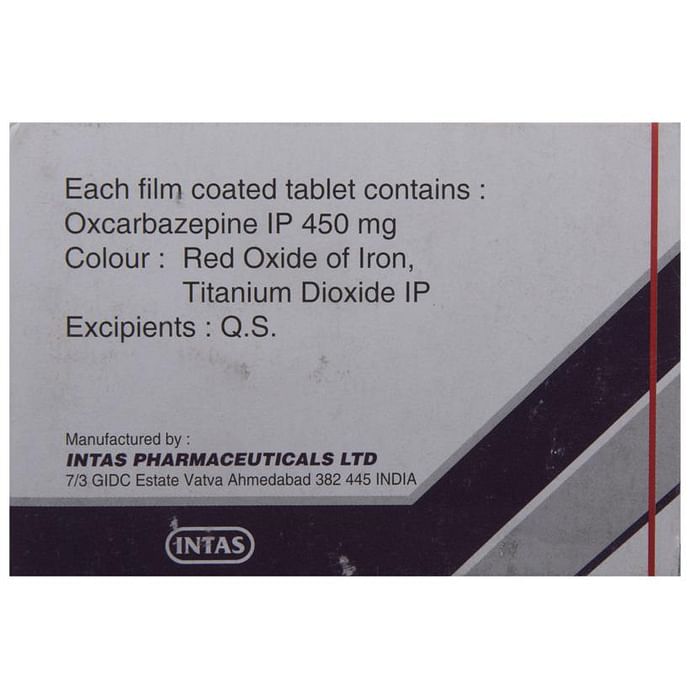 Each film coated tablet contains :
Oxcarbazepine IP 450 mg
Colour : Red Oxide of Iron,
Titanium Dioxide IP
Excipients : Q.S.
Manufactured by :
INTAS PHARMACEUTICALS LTD
7/3 GIDC Estate Vatva Ahmedabad 382 445 INDIA
INTAS